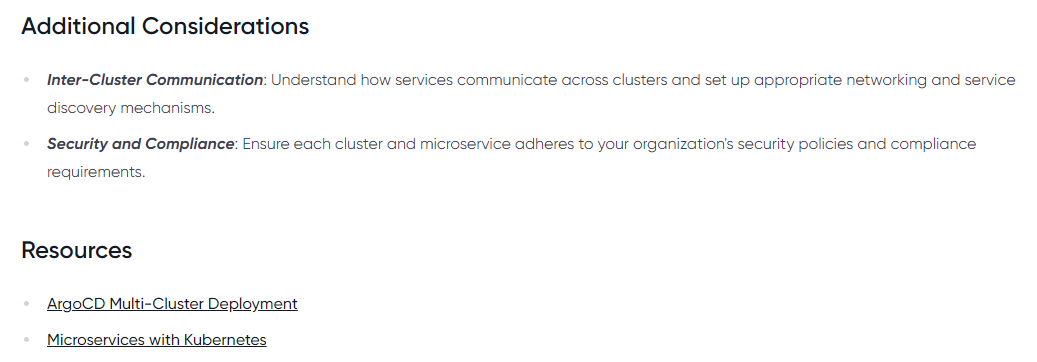 Additional Considerations
Inter-Cluster Communication: Understand how services communicate across clusters and set up appropriate networking and service
discovery mechanisms.
Security and Compliance: Ensure each cluster and microservice adheres to your organization's security policies and compliance
requirements.
Resources
ArgoCD Multi-Cluster Deployment
Microservices with Kubernetes